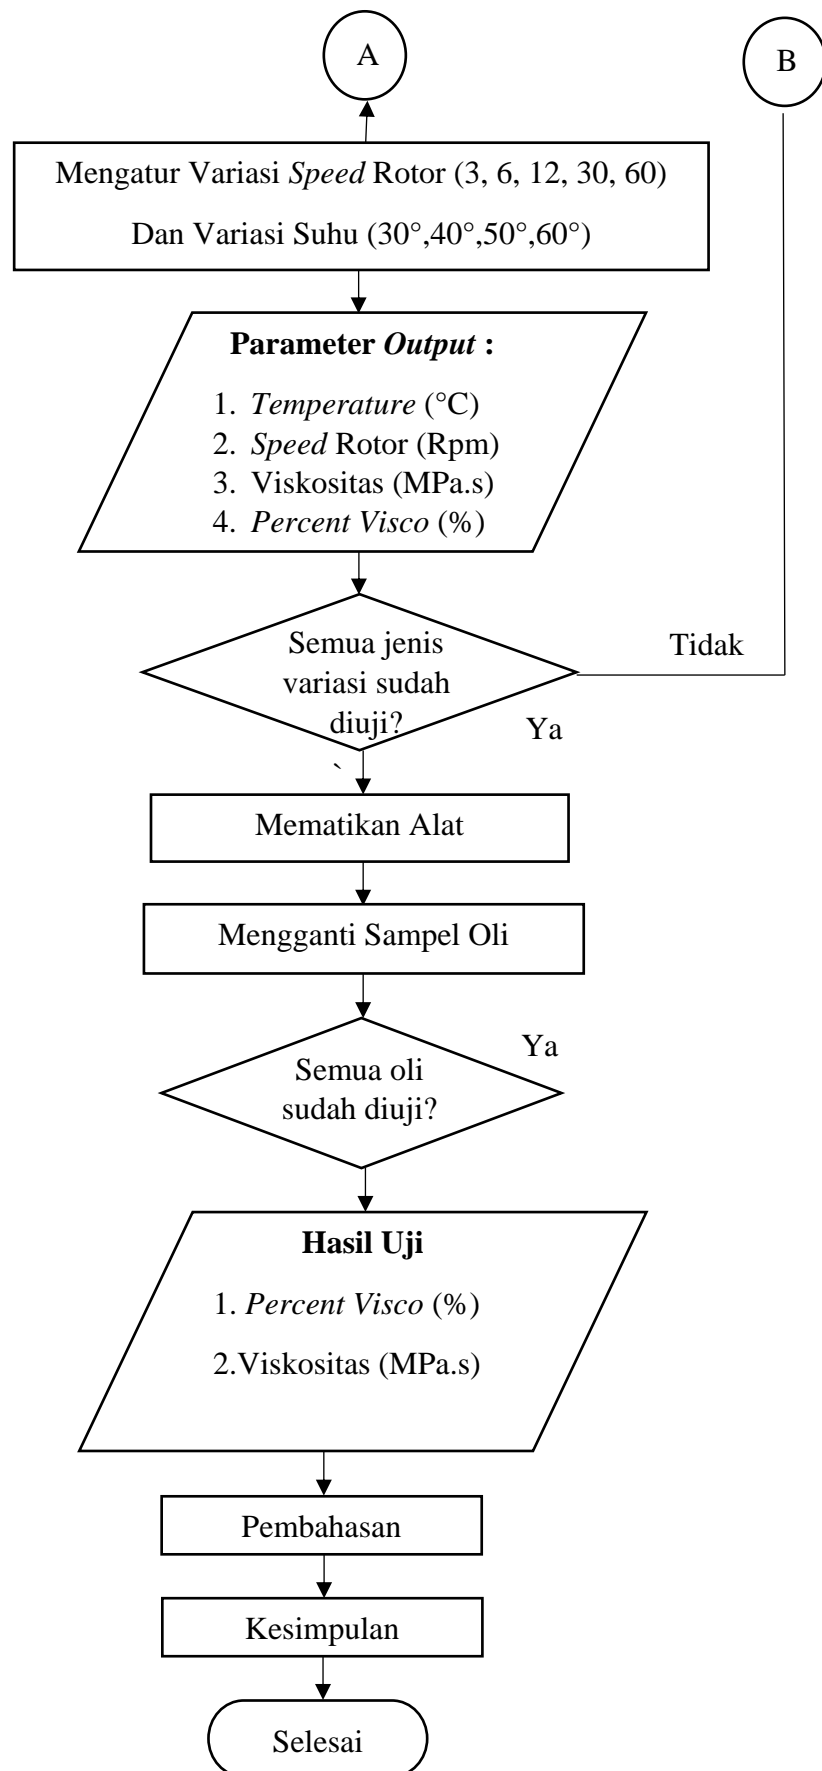 A
B
Mengatur Variasi Speed Rotor (3, 6, 12, 30, 60)
Dan Variasi Suhu (30°,40°,50°,60°)
Parameter Output :
1. Temperature (°C)
2. Speed Rotor (Rpm)
3. Viskositas (MPa.s)
4. Percent Visco (%)
Semua jenis
variasi sudah
diuji?
Tidak
Ya
`
Mematikan Alat
Mengganti Sampel Oli
Ya
Semua oli
sudah diuji?
Hasil Uji
1. Percent Visco (%)
2.Viskositas (MPa.s)
Pembahasan
Kesimpulan
Selesai